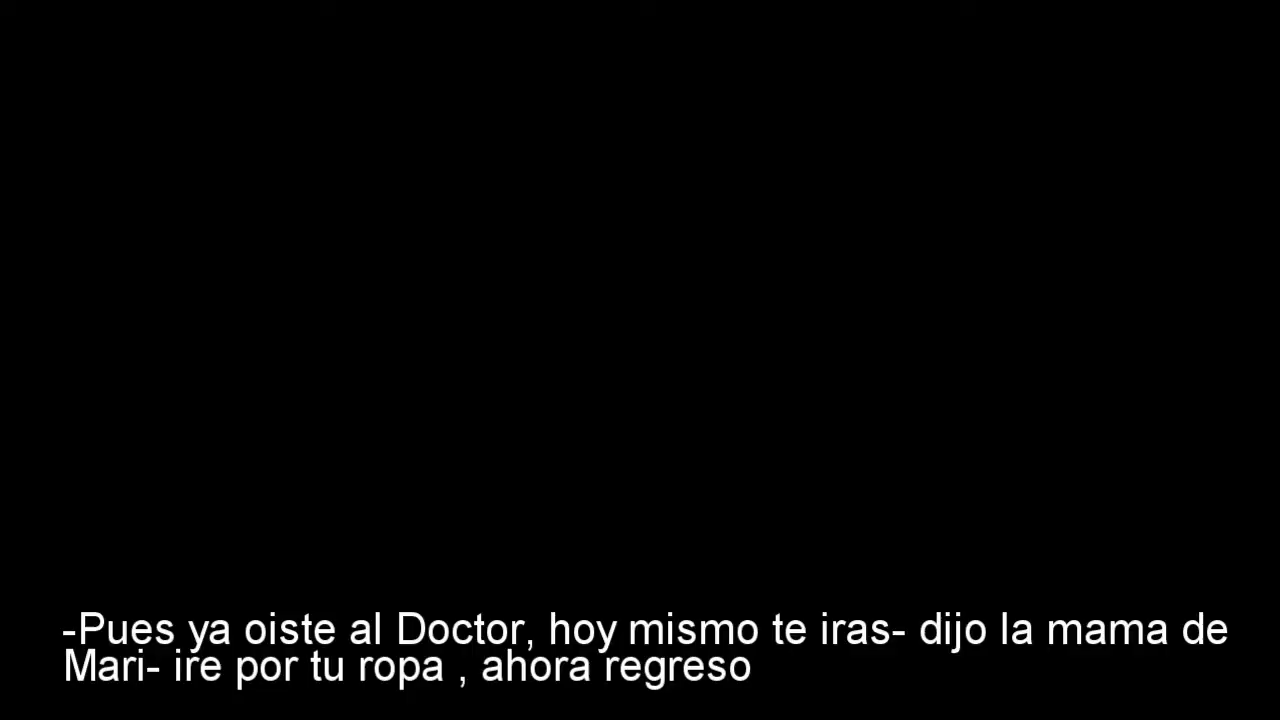 -Pues ya oiste al Doctor, hoy mismo te iras- dijo la mama de
Mari- ire por tu ropa , ahora regreso